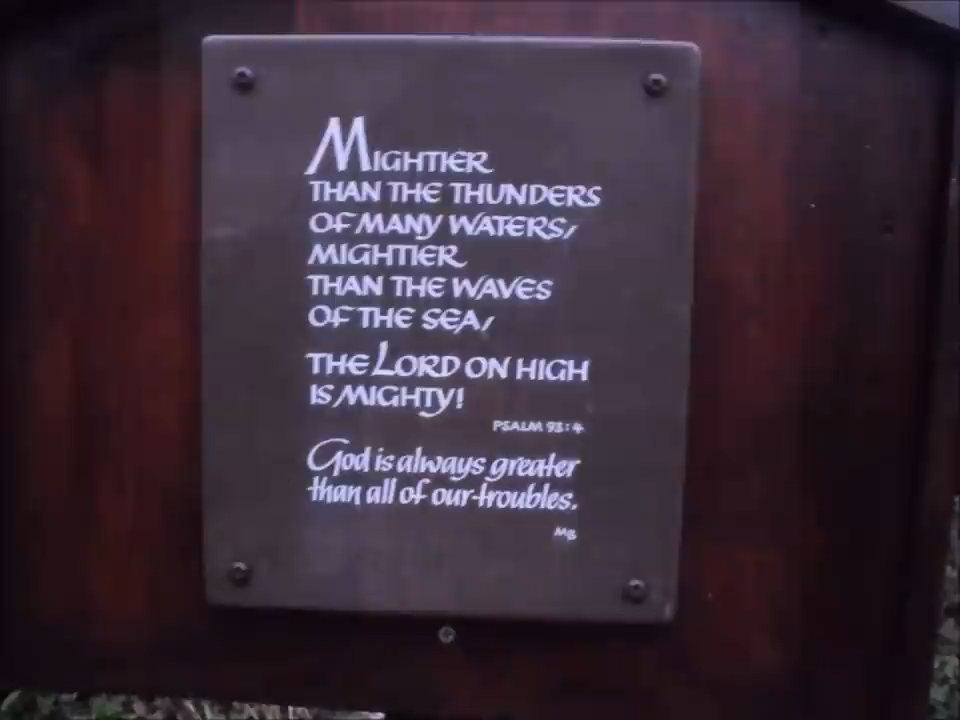 MIGHTIER
THAN THE THUNDERS
OF MANY WATERS,
MIGHTIER
THAN THE WAVES
OF THE SEA,
THE LORD ON HIGH
IS MIGHTY!
PSALM 93:4
God is always greater
than all of our troubles.
MB